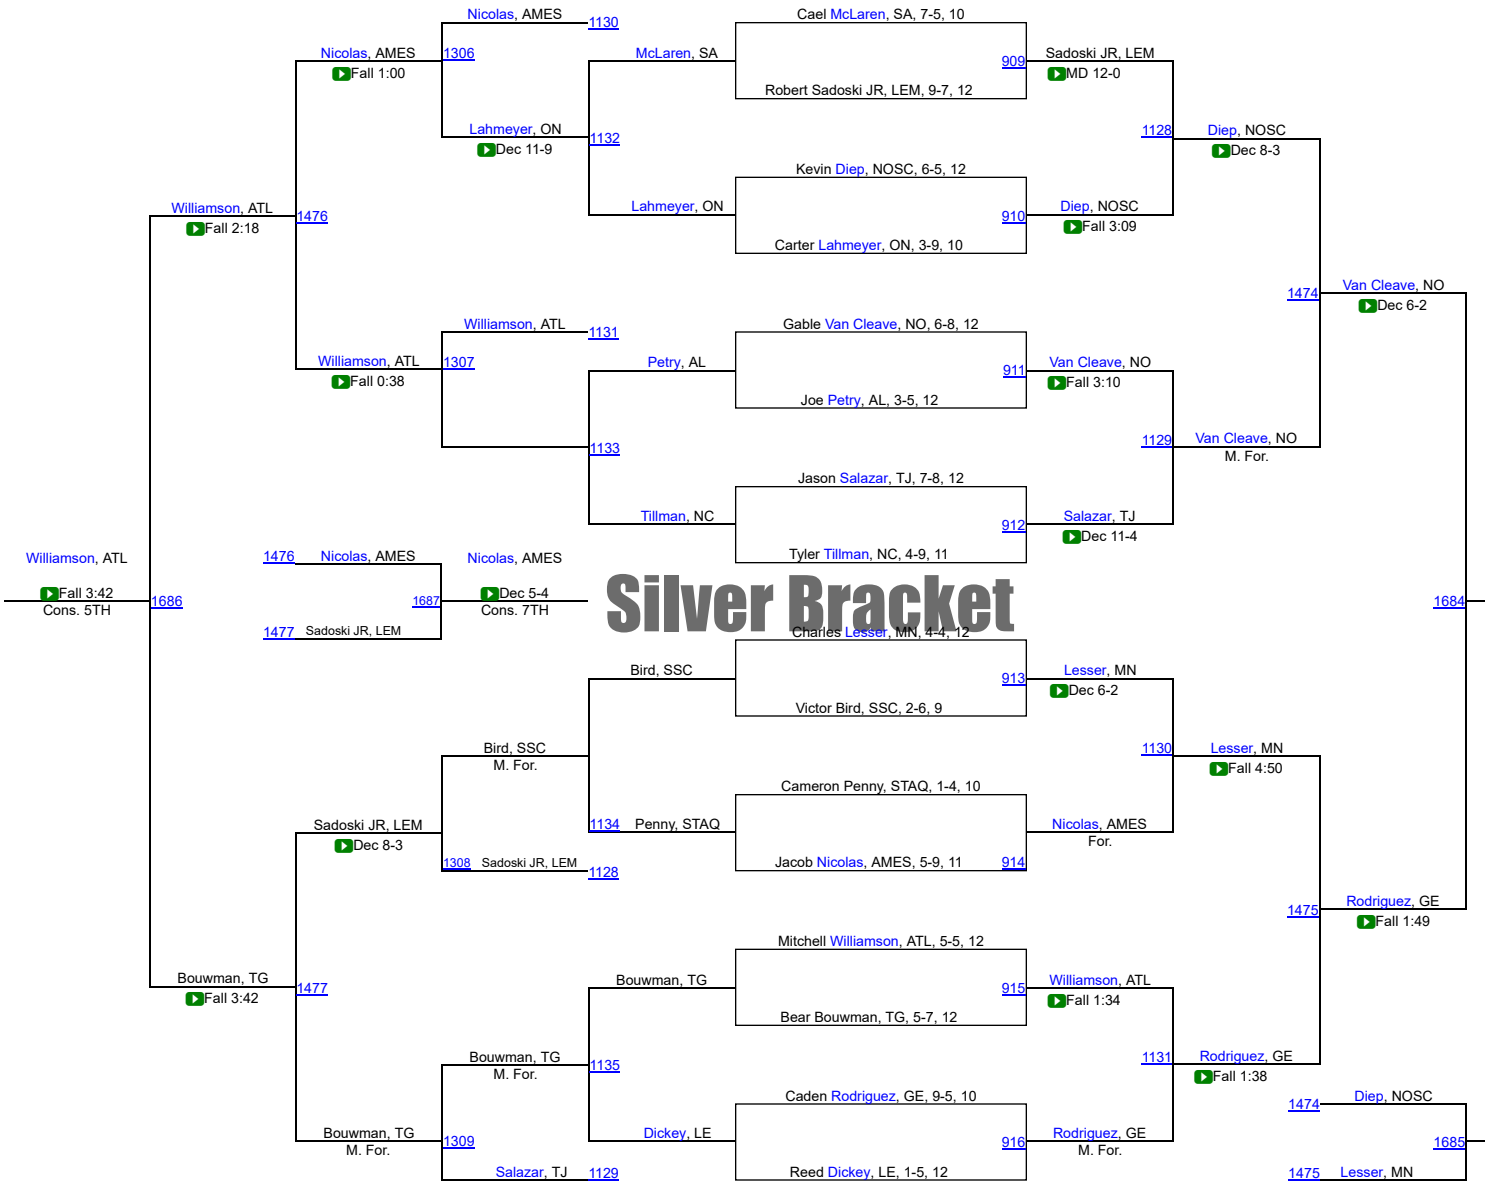 Nicolas, AMES
1130
Cael McLaren, SA, 7-5, 10
Nicolas, AMES
1306
McLaren, SA
909
Sadoski JR, LEM
Fall 1:00
MD 12-0
Robert Sadoski JR, LEM, 9-7, 12
Lahmeyer, ON
1132
1128
Diep, NOSC
Dec 11-9
Dec 8-3
Kevin Diep, NOSC, 6-5, 12
Williamson, ATL
1476
Lahmeyer, ON
910
Diep, NOSC
Fall 2:18
Fall 3:09
Carter Lahmeyer, ON, 3-9, 10
1474
Van Cleave, NO
Dec 6-2
Williamson, ATL
1131
Gable Van Cleave, NO, 6-8, 12
Williamson, ATL
1307
Petry, AL
911
Van Cleave, NO
Fall 0:38
Fall 3:10
Joe Petry, AL, 3-5, 12
1133
1129
Van Cleave, NO
M. For.
Jason Salazar, TJ, 7-8, 12
Tillman, NC
912
Salazar, TJ
Dec 11-4
Tyler Tillman, NC, 4-9, 11
Williamson, ATL
1476
Nicolas, AMES
Nicolas, AMES
Fall 3:42
Cons. 5TH
1686
1687
Dec 5-4
Cons. 7TH
Silver Bracket
1684
1477
Sadoski JR, LEM
Charles Lesser, MN, 4-4, 12
Bird, SSC
913
Lesser, MN
Dec 6-2
Victor Bird, SSC, 2-6, 9
Bird, SSC
M. For.
1130
Lesser, MN
Fall 4:50
Cameron Penny, STAQ, 1-4, 10
Sadoski JR, LEM
Dec 8-3
1134
Penny, STAQ
Nicolas, AMES
For.
1308
Sadoski JR, LEM
1128
Jacob Nicolas, AMES, 5-9, 11
914
1475
Rodriguez, GE
Fall 1:49
Mitchell Williamson, ATL, 5-5, 12
Bouwman, TG
Fall 3:42
1477
Bouwman, TG
915
Williamson, ATL
Fall 1:34
Bear Bouwman, TG, 5-7, 12
Bouwman, TG
M. For.
1135
1131
Rodriguez, GE
Fall 1:38
Caden Rodriguez, GE, 9-5, 10
1474
Diep, NOSC
Bouwman, TG
M. For.
1309
Dickey, LE
916
Rodriguez, GE
M. For.
1685
Salazar, TJ
1129
Reed Dickey, LE, 1-5, 12
1475
Lesser, MN